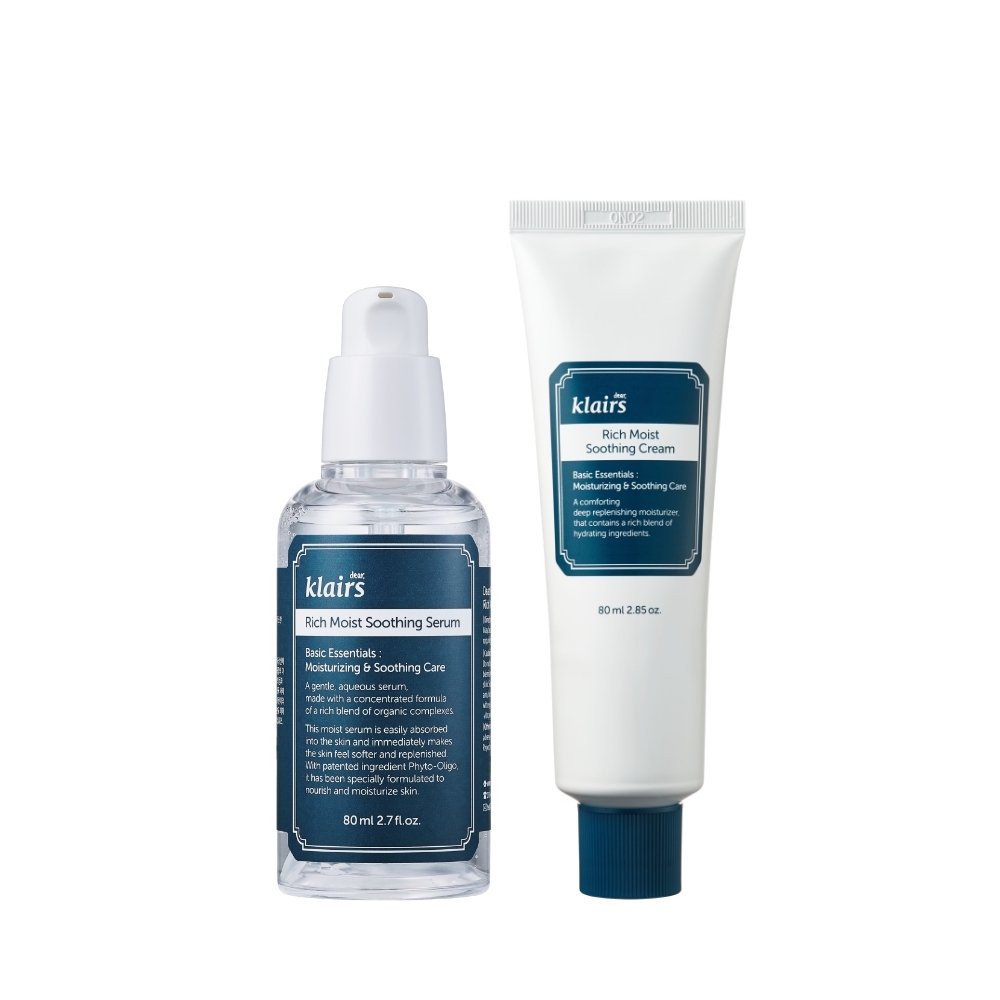 dear,
klairs
Rich Moist Soothing Serum
Basic Essentials :
Moisturizing & Soothing Care
A gentle, aqueous serum,
made with a concentrated formula
of a rich blend of organic complexes.
This moist serum is easily absorbed
into the skin and immediately makes
the skin feel softer and replenished.
With patented ingredient Phyto-Oligo,
it has been specially formulated to
nourish and moisturize skin.
80 ml 2.7 fl.oz.
0N02
dear,
klairs
Rich Moist
Soothing Cream
Basic Essentials :
Moisturizing & Soothing Care
A comforting
deep replenishing moisturizer,
that contains a rich blend of
hydrating ingredients.
80 ml 2.85 oz.